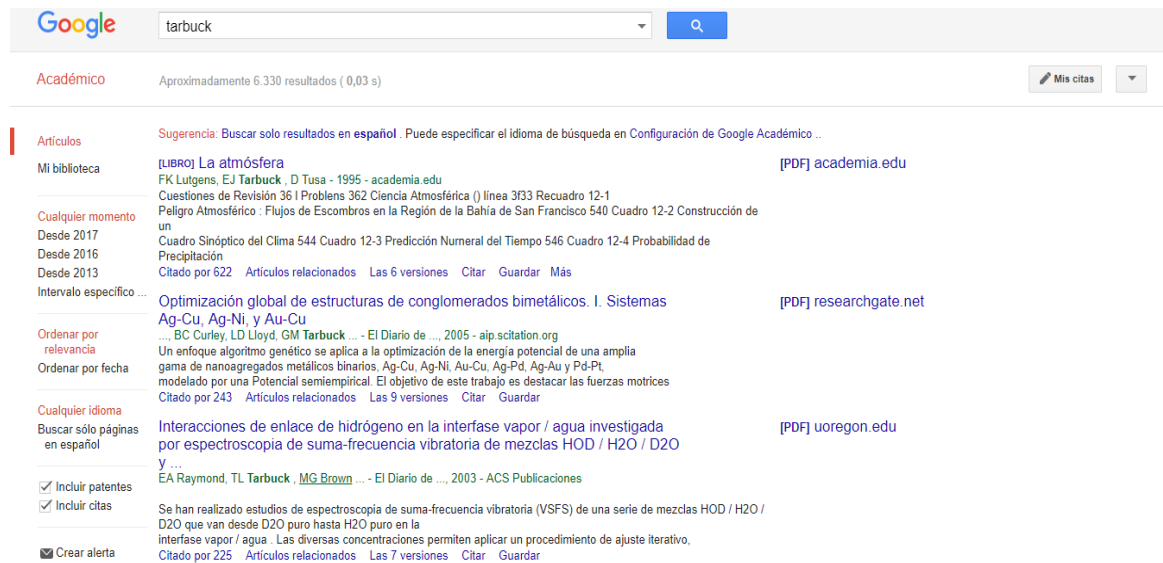 Google
tarbuck
Académico
Aproximadamente 6.330 resultados ( 0,03 s)
Mis citas
Artículos
Mi biblioteca
Cualquier momento
Desde 2017
Desde 2016
Desde 2013
Intervalo específico ...
Ordenar por
relevancia
Ordenar por fecha
Cualquier idioma
Buscar sólo páginas
en español
Incluir patentes
Incluir citas
Crear alerta
Sugerencia: Buscar solo resultados en español . Puede especificar el idioma de búsqueda en Configuración de Google Académico ..
[LIBRO] La atmósfera
[PDF] academia.edu
FK Lutgens, EJ Tarbuck , D Tusa - 1995 - academia.edu
Cuestiones de Revisión 36 I Problens 362 Ciencia Atmosférica () línea 3f33 Recuadro 12-1
Peligro Atmosférico : Flujos de Escombros en la Región de la Bahía de San Francisco 540 Cuadro 12-2 Construcción de
un
Cuadro Sinóptico del Clima 544 Cuadro 12-3 Predicción Numeral del Tiempo 546 Cuadro 12-4 Probabilidad de
Precipitación
Citado por 622 Artículos relacionados Las 6 versiones Citar Guardar Más
Optimización global de estructuras de conglomerados bimetálicos. I. Sistemas
Ag-Cu, Ag-Ni, y Au-Cu
[PDF] researchgate.net
..., BC Curley, LD Lloyd, GM Tarbuck ... - El Diario de ..., 2005 - aip.scitation.org
Un enfoque algoritmo genético se aplica a la optimización de la energía potencial de una amplia
gama de nanoagregados metálicos binarios, Ag-Cu, Ag-Ni, Au-Cu, Ag-Pd, Ag-Au y Pd-Pt,
modelado por una Potencial semiempirical. El objetivo de este trabajo es destacar las fuerzas motrices
Citado por 243 Artículos relacionados Las 9 versiones Citar Guardar
Interacciones de enlace de hidrógeno en la interfase vapor / agua investigada
por espectroscopia de suma-frecuencia vibratoria de mezclas HOD / H2O / D2O
y ...
[PDF] uoregon.edu
EA Raymond, TL Tarbuck , MG Brown ... - El Diario de ..., 2003 - ACS Publicaciones
Se han realizado estudios de espectroscopia de suma-frecuencia vibratoria (VSFS) de una serie de mezclas HOD / H2O /
D2O que van desde D2O puro hasta H2O puro en la
interfase vapor / agua . Las diversas concentraciones permiten aplicar un procedimiento de ajuste iterativo,
Citado por 225 Artículos relacionados Las 7 versiones Citar Guardar